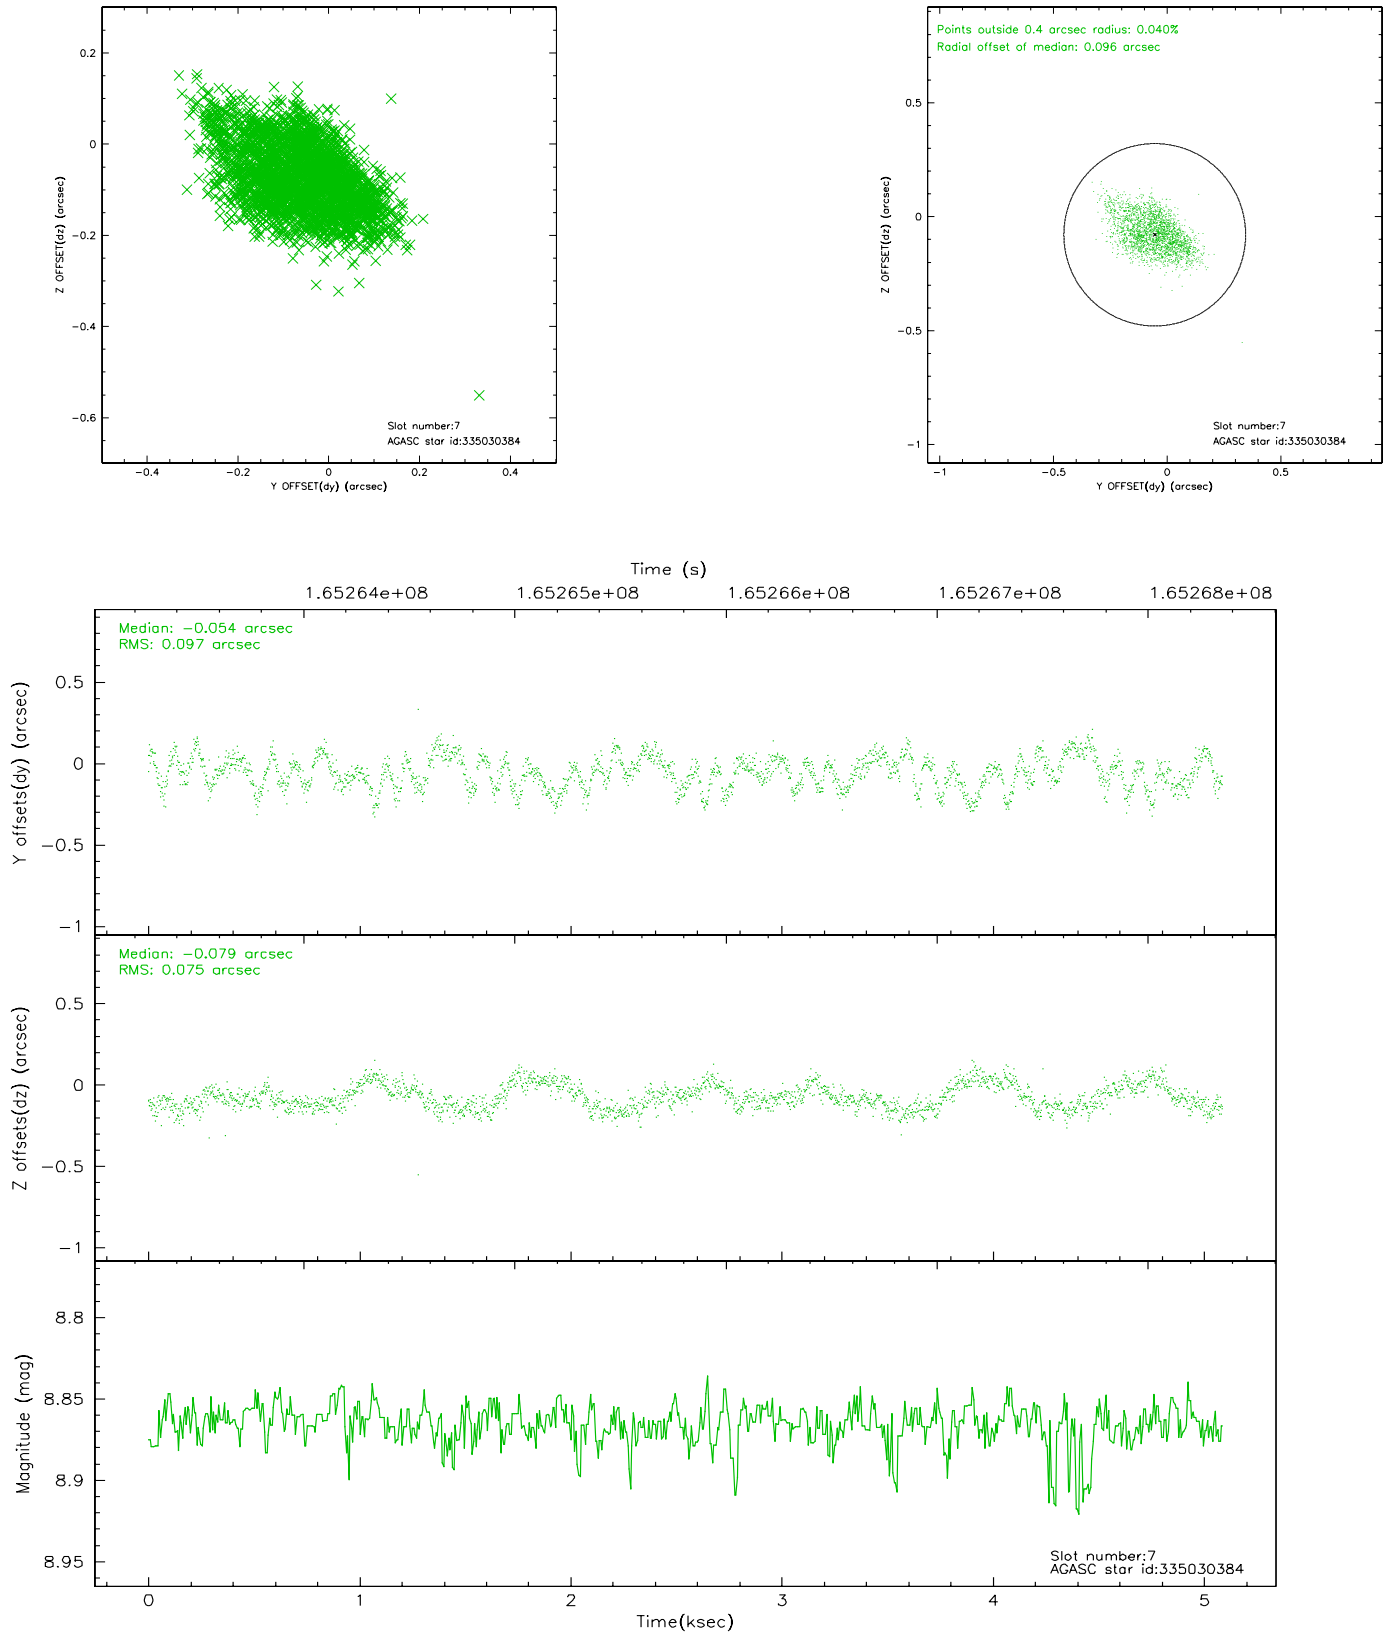 0.2
0
−0.2
−0.4
−0.6
Z OFFSET(dz) (arcsec)
Slot number:7
AGASC star id:335030384
−0.4
−0.2
0
0.2
0.4
Y OFFSET(dy) (arcsec)
Points outside 0.4 arcsec radius: 0.040%
Radial offset of median: 0.096 arcsec
0.5
0
−0.5
−1
Z OFFSET(dz) (arcsec)
Slot number:7
AGASC star id:335030384
−1
−0.5
0
0.5
Y OFFSET(dy) (arcsec)
Time (s)
1.65264e+08
1.65265e+08
1.65266e+08
1.65267e+08
1.65268e+08
Median: −0.054 arcsec
RMS: 0.097 arcsec
0.5
0
−0.5
−1
Y offsets(dy) (arcsec)
Median: −0.079 arcsec
RMS: 0.075 arcsec
0.5
0
−0.5
−1
Z offsets(dz) (arcsec)
8.8
8.85
8.9
8.95
Magnitude (mag)
Slot number:7
AGASC star id:335030384
0
1
2
3
4
5
Time(ksec)